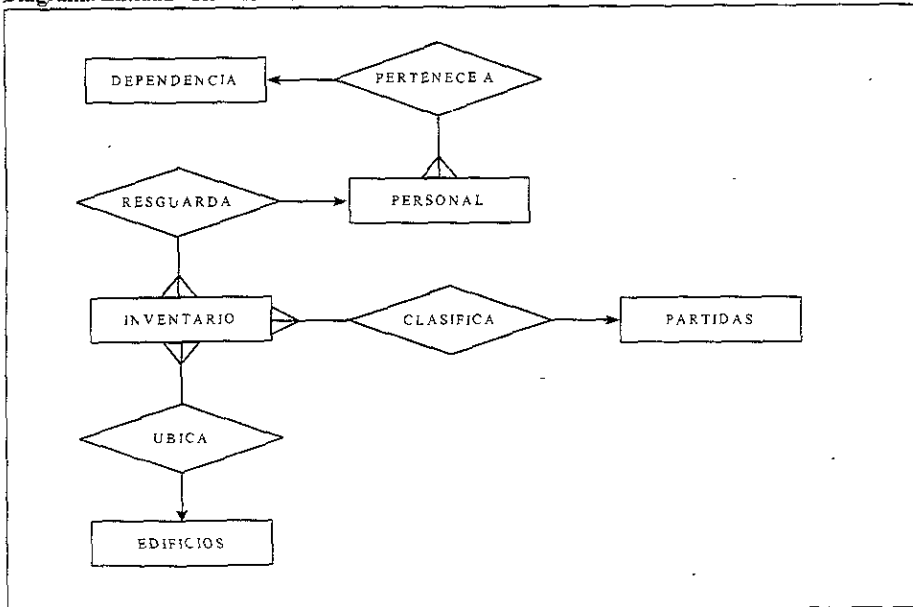 DEPENDENCIA
PERTENECE A
RESGUARDA
PERSONAL
INVENTARIO
CLASIFICA
PARTIDAS
UBICA
EDIFICIOS